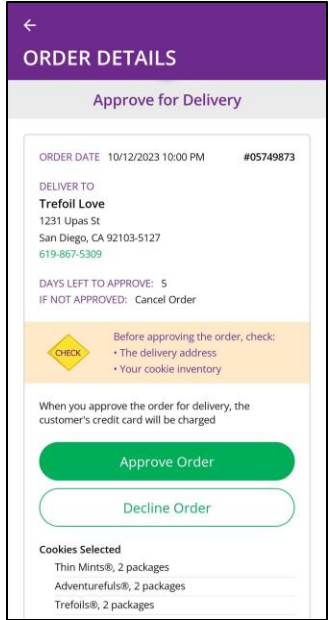 ORDER DETAILS
Approve for Delivery
ORDER DATE 10/12/2023 10:00 PM #05749873
DELIVER TO
Trefoil Love
1231 Upas St
San Diego, CA 92103-5127
619-867-5309
DAYS LEFT TO APPROVE: 5
IF NOT APPROVED: Cancel Order
CHECK
Before approving the order, check:
• The delivery address
• Your cookie inventory
When you approve the order for delivery, the
customer's credit card will be charged
Approve Order
Decline Order
Cookies Selected
Thin Mints®, 2 packages
Adventurefuls®, 2 packages
Trefoils®, 2 packages